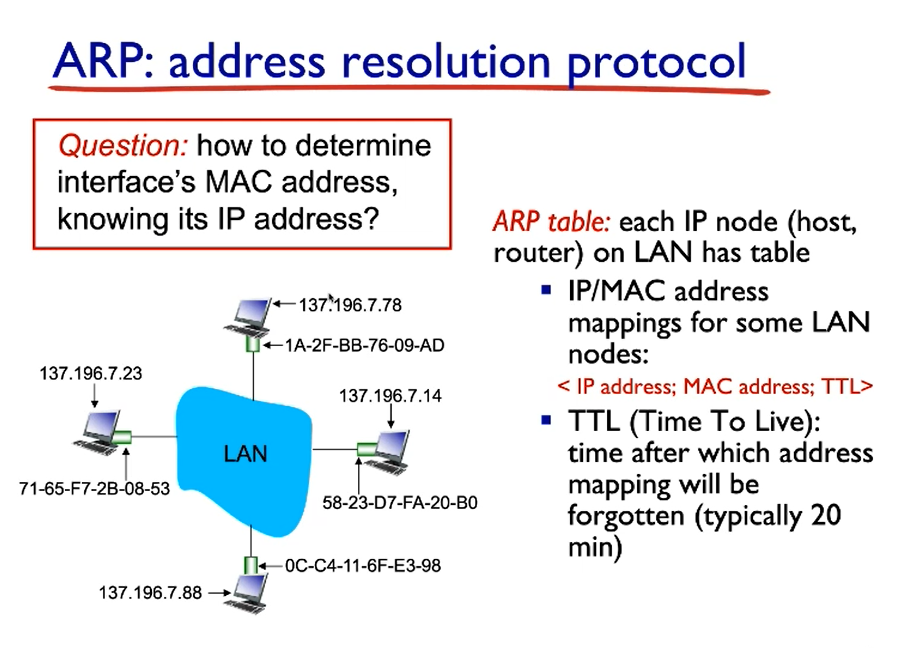 ARP: address resolution protocol
Question: how to determine
interface's MAC address,
knowing its IP address?
137.196.7.78
1A-2F-BB-76-09-AD
137.196.7.23
137.196.7.14
LAN
71-65-F7-2B-08-53
58-23-D7-FA-20-B0
0C-C4-11-6F-E3-98
137.196.7.88
ARP table: each IP node (host,
router) on LAN has table
▪ IP/MAC address
mappings for some LAN
nodes:
< IP address; MAC address; TTL>
▪ TTL (Time To Live):
time after which address
mapping will be
forgotten (typically 20
min)